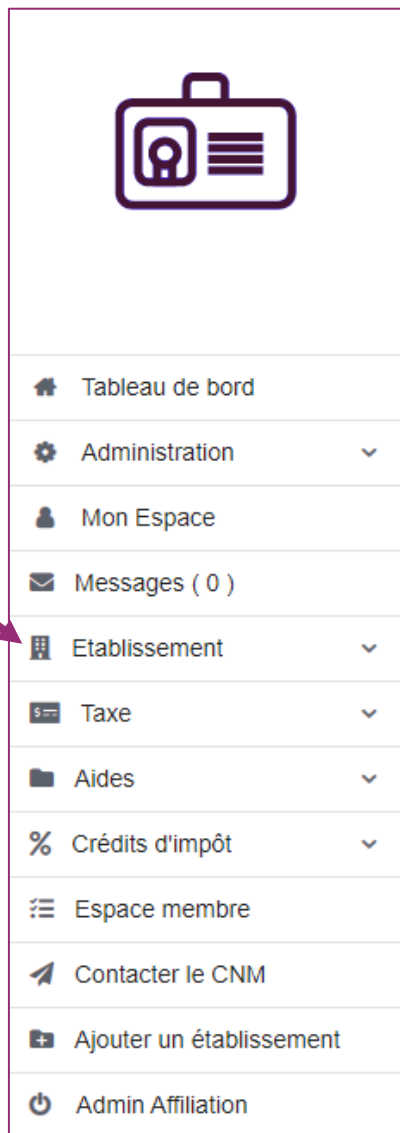 Tableau de bord
Administration
Mon Espace
Messages ( 0 )
Etablissement
Taxe
Aides
Crédits d'impôt
Espace membre
Contacter le CNM
Ajouter un établissement
Admin Affiliation